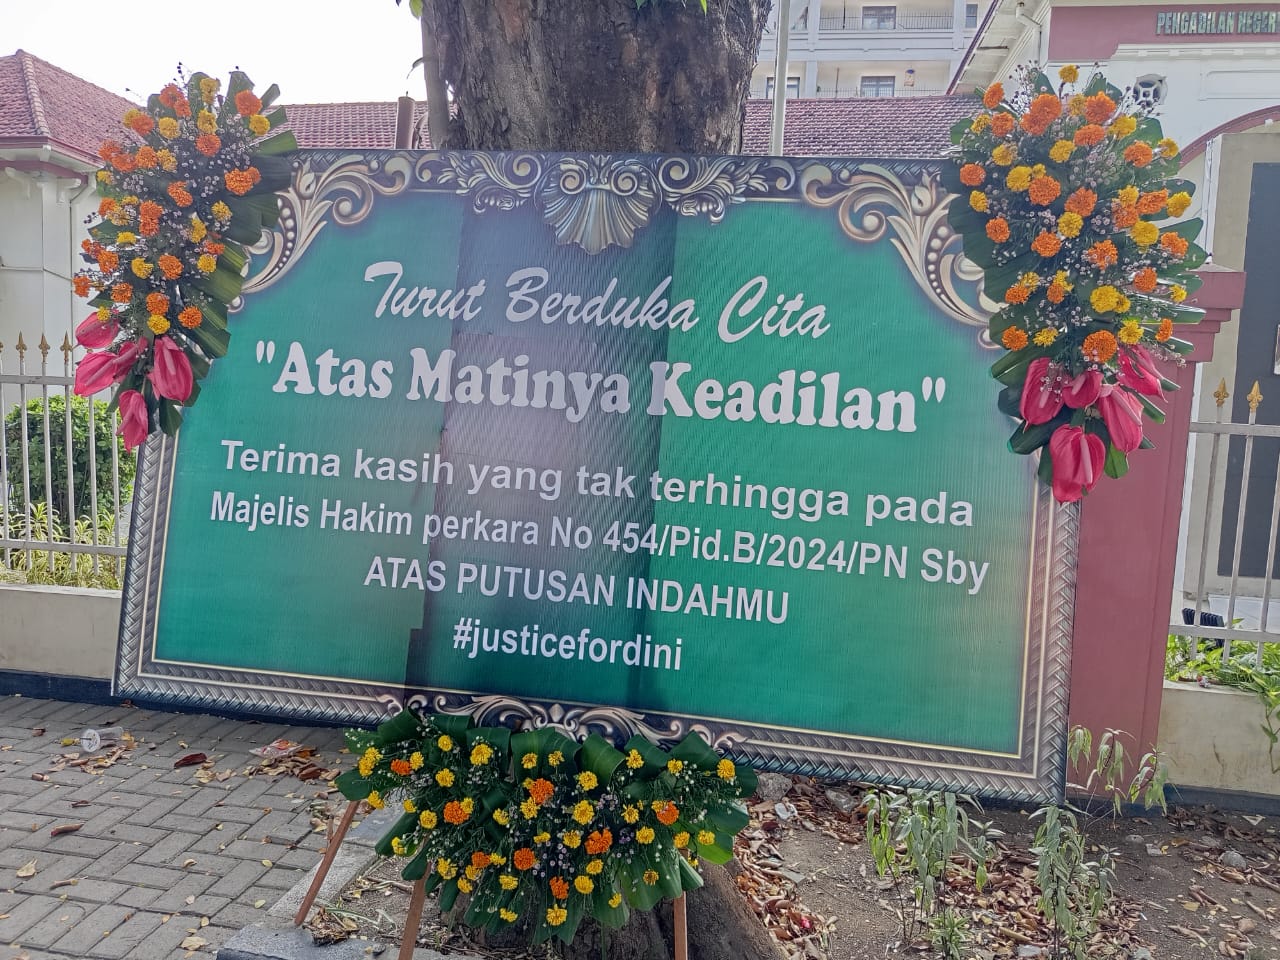 PENGADILAN NEGERI
Turut Berduka Cita
"Atas Matinya Keadilan"
Terima kasih yang tak terhingga pada
Majelis Hakim perkara No 454/Pid.B/2024/PN Sby
ATAS PUTUSAN INDAHMU
#justicefordini